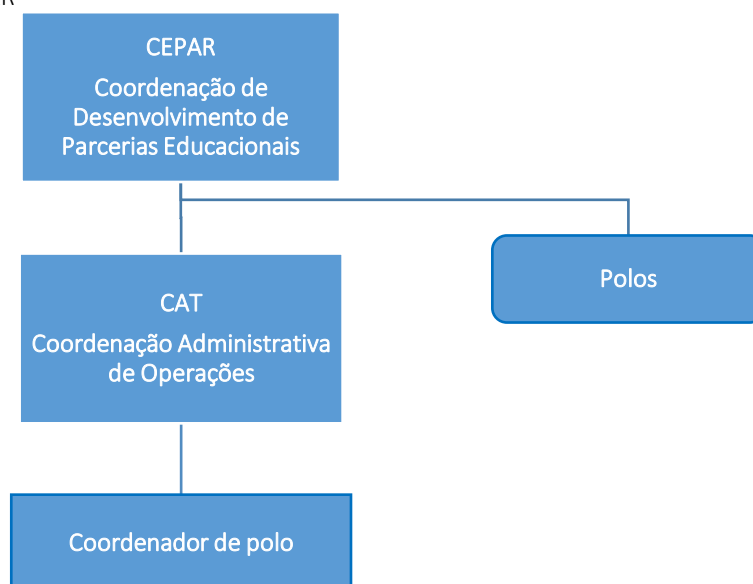 CEPAR
Coordenação de
Desenvolvimento de
Parcerias Educacionais
Polos
CAT
Coordenação Administrativa
de Operações
Coordenador de polo